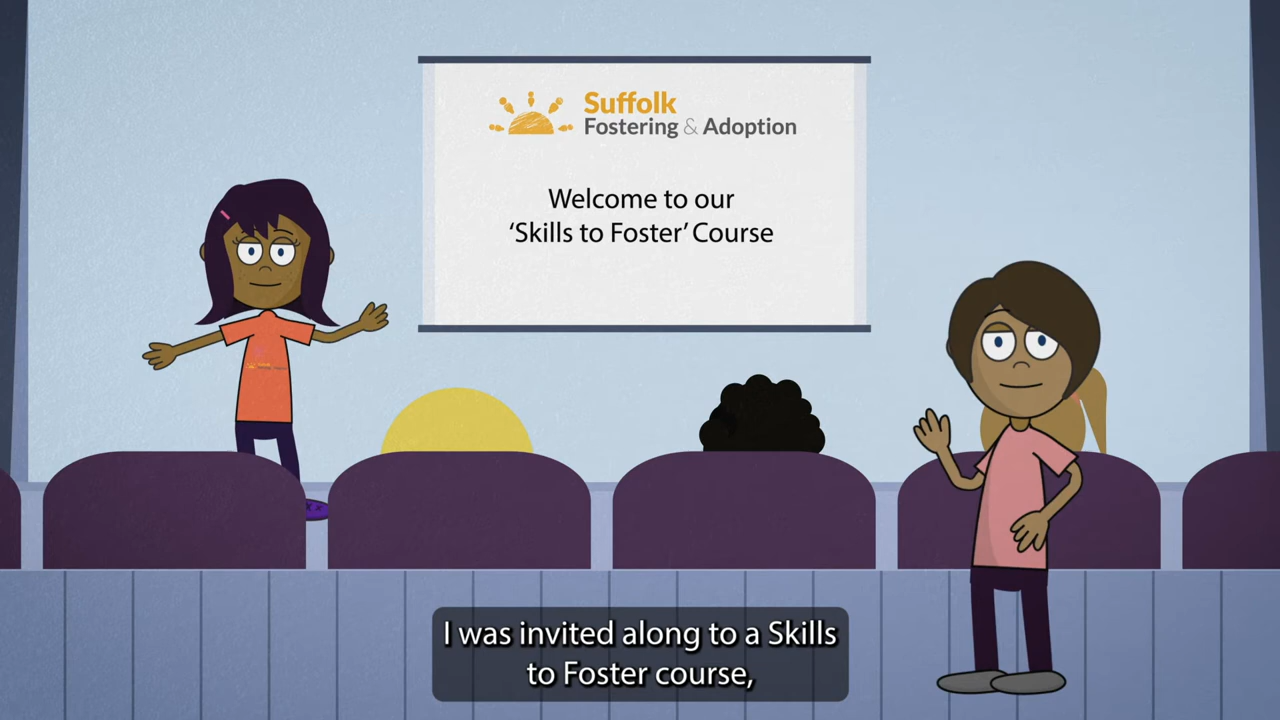 Suffolk
Fostering & Adoption
Welcome to our
‘Skills to Foster’ Course
I was invited along to a Skills
to Foster course,